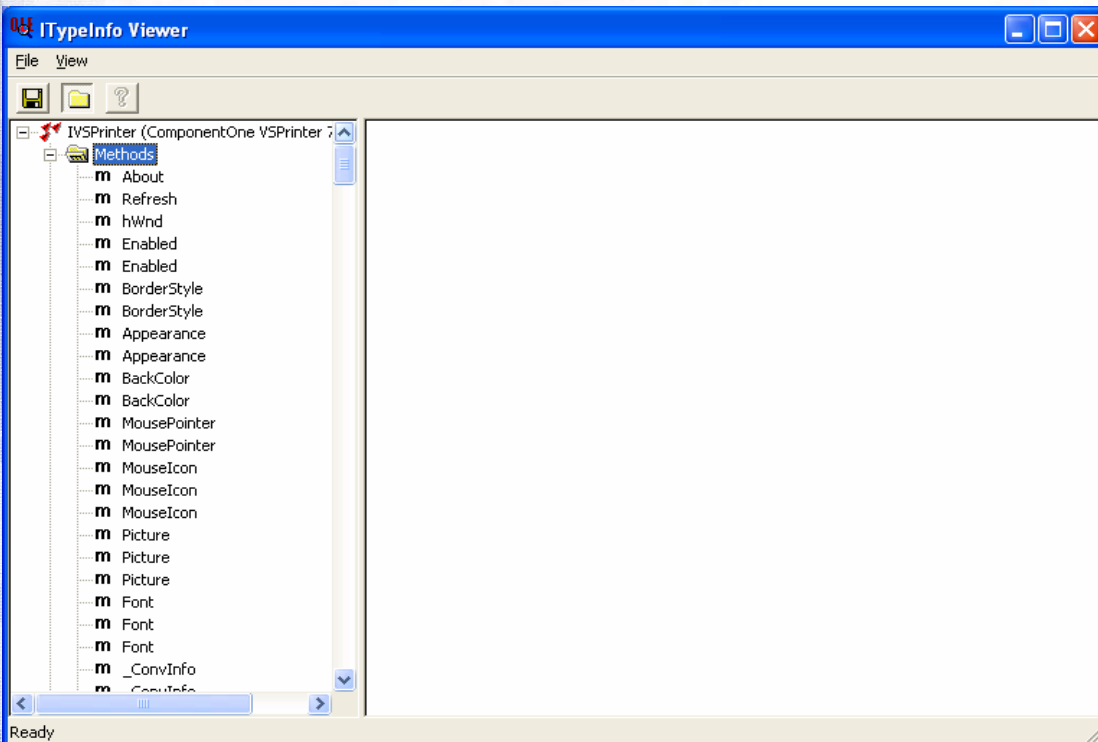 ITypeInfo Viewer
File View
IVSPrinter (ComponentOne VSPrinter 7
Methods
m About
m Refresh
m hWnd
m Enabled
m Enabled
m BorderStyle
m BorderStyle
m Appearance
m Appearance
m BackColor
m BackColor
m MousePointer
m MousePointer
m MouseIcon
m MouseIcon
m MouseIcon
m Picture
m Picture
m Picture
m Font
m Font
m Font
m _ConvInfo
m _ConvInfo
Ready